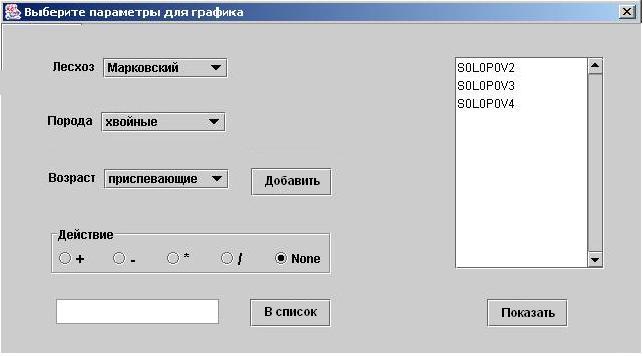 Выберите параметры для графика
Лесхоз Марковский
Порода хвойные
Возраст приспевающие Добавить
Действие
+ - * / None
В список
S0L0P0V2
S0L0P0V3
S0L0P0V4
Показать